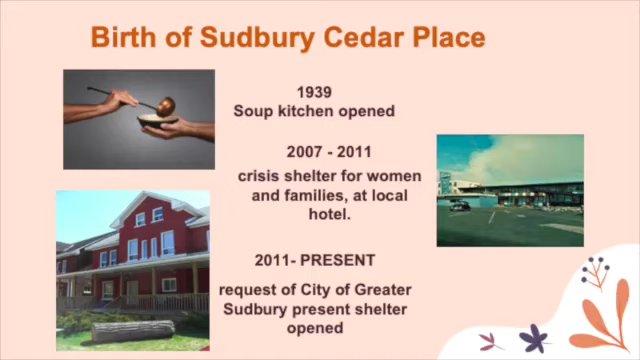 Birth of Sudbury Cedar Place
1939
Soup kitchen opened
2007 - 2011
crisis shelter for women
and families, at local
hotel.
2011- PRESENT
request of City of Greater
Sudbury present shelter
opened